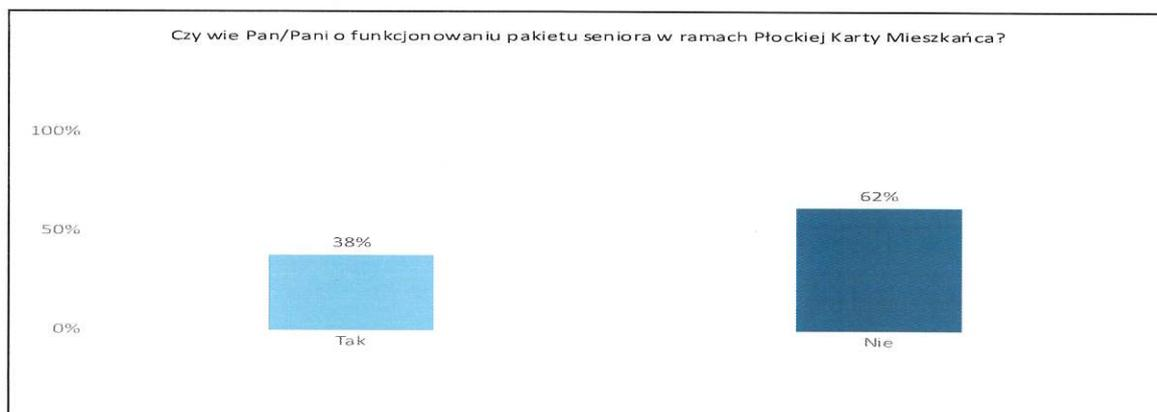 Czy wie Pan/Pani o funkcjonowaniu pakietu seniora w ramach Płockiej Karty Mieszkańca?
100%
62%
50%
38%
0%
Tak
Nie